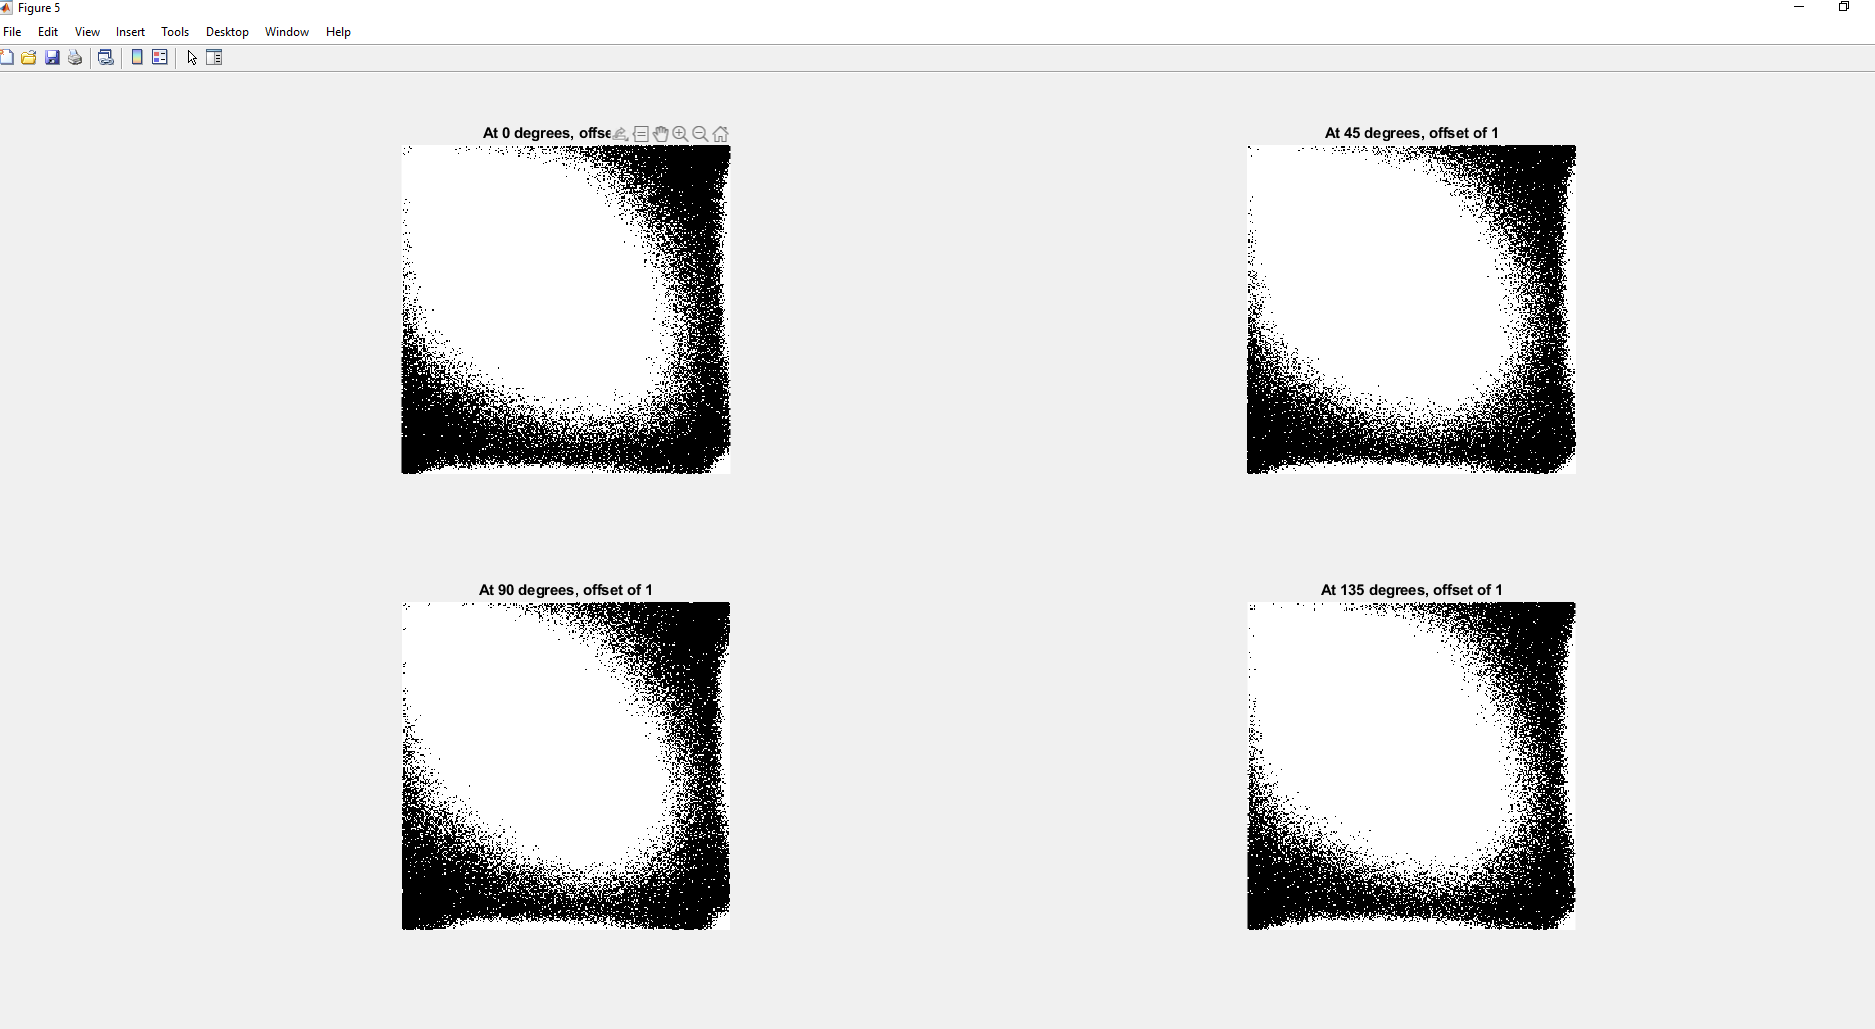 Figure 5
File Edit View Insert Tools Desktop Window Help
At 0 degrees,
At 45 degrees, offset of 1
At 90 degrees, offset of 1
At 135 degrees, offset of 1